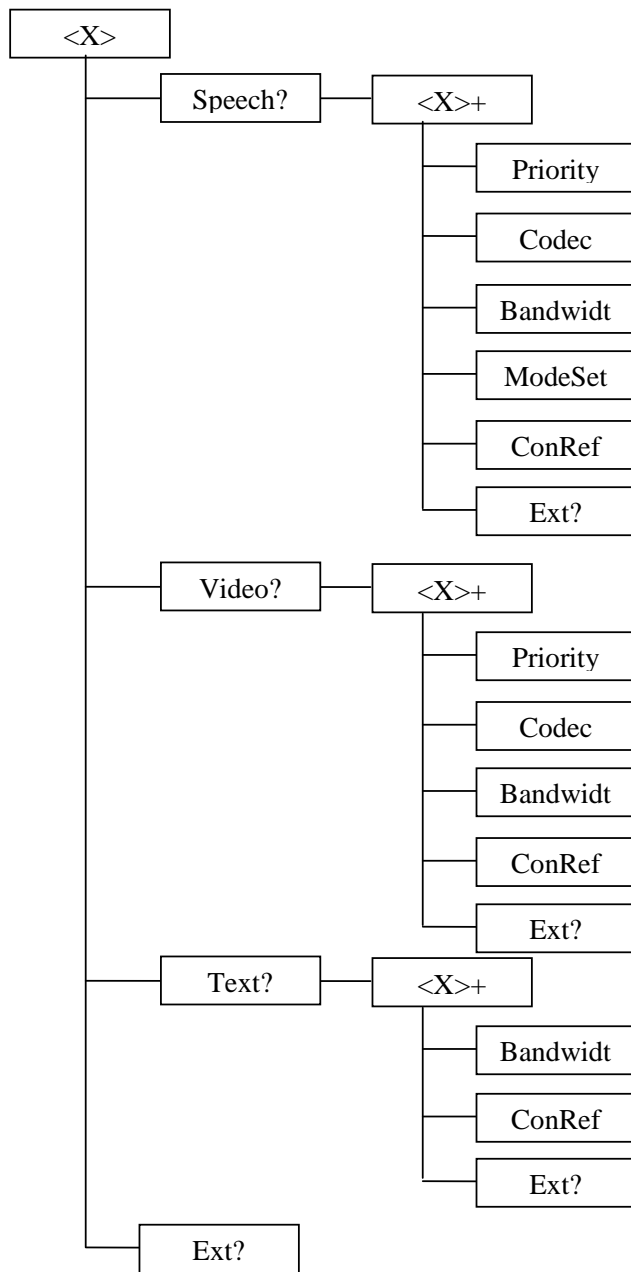 <X>
Speech? <X>+
Priority
Codec
Bandwidt
ModeSet
ConRef
Ext?
Video? <X>+
Priority
Codec
Bandwidt
ConRef
Ext?
Text? <X>+
Bandwidt
ConRef
Ext?
Ext?